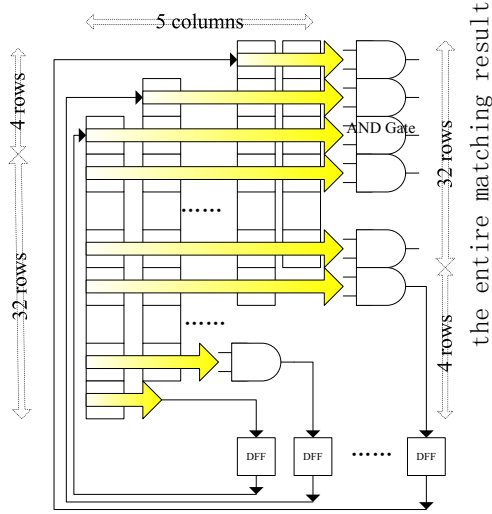 5 columns
4 rows
32 rows
AND Gate
32 rows
4 rows
the entire matching result
......
......
DFF
DFF
......
DFF